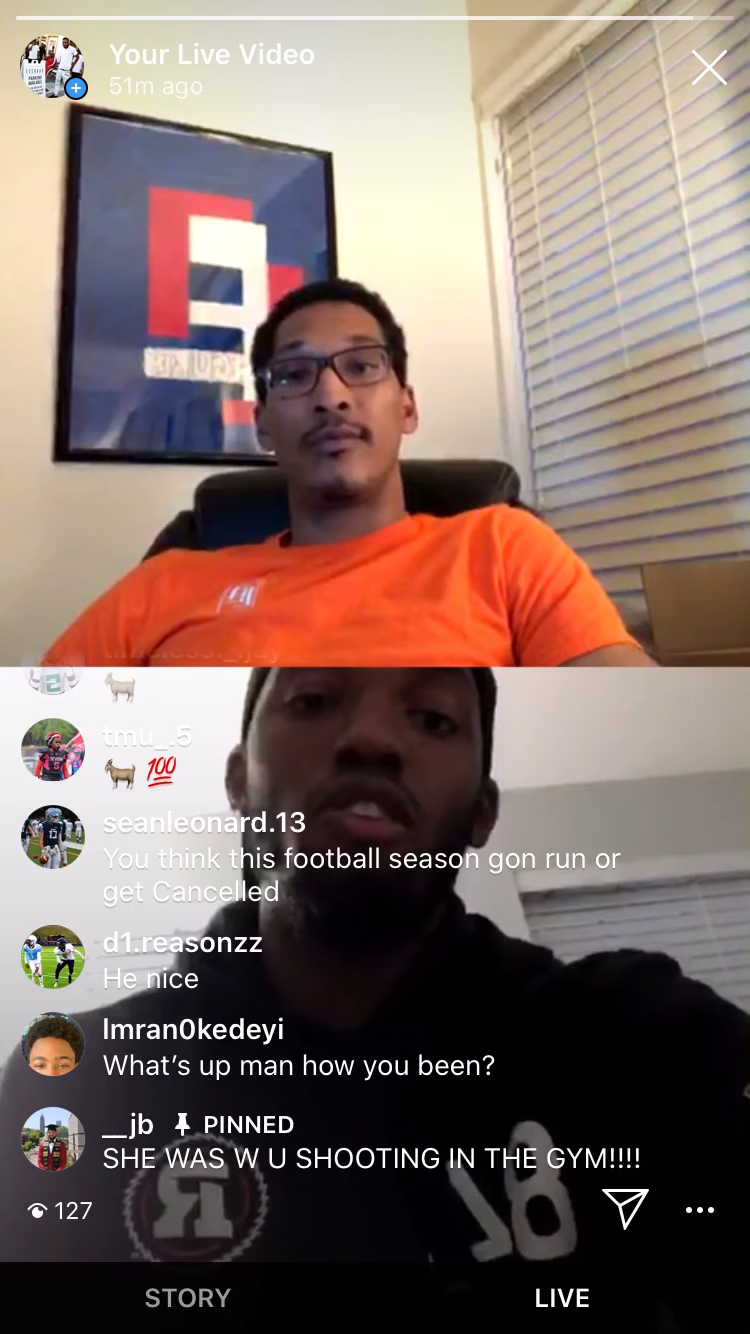 Your Live Video
51m ago
tmu_.5
💯
seanleonard.13
You think this football season gon run or
get Cancelled
d1.reasonzz
He nice
Imran0kedeyi
What’s up man how you been?
__jb PINNED
SHE WAS W U SHOOTING IN THE GYM!!!!
127
R
18
STORY
LIVE